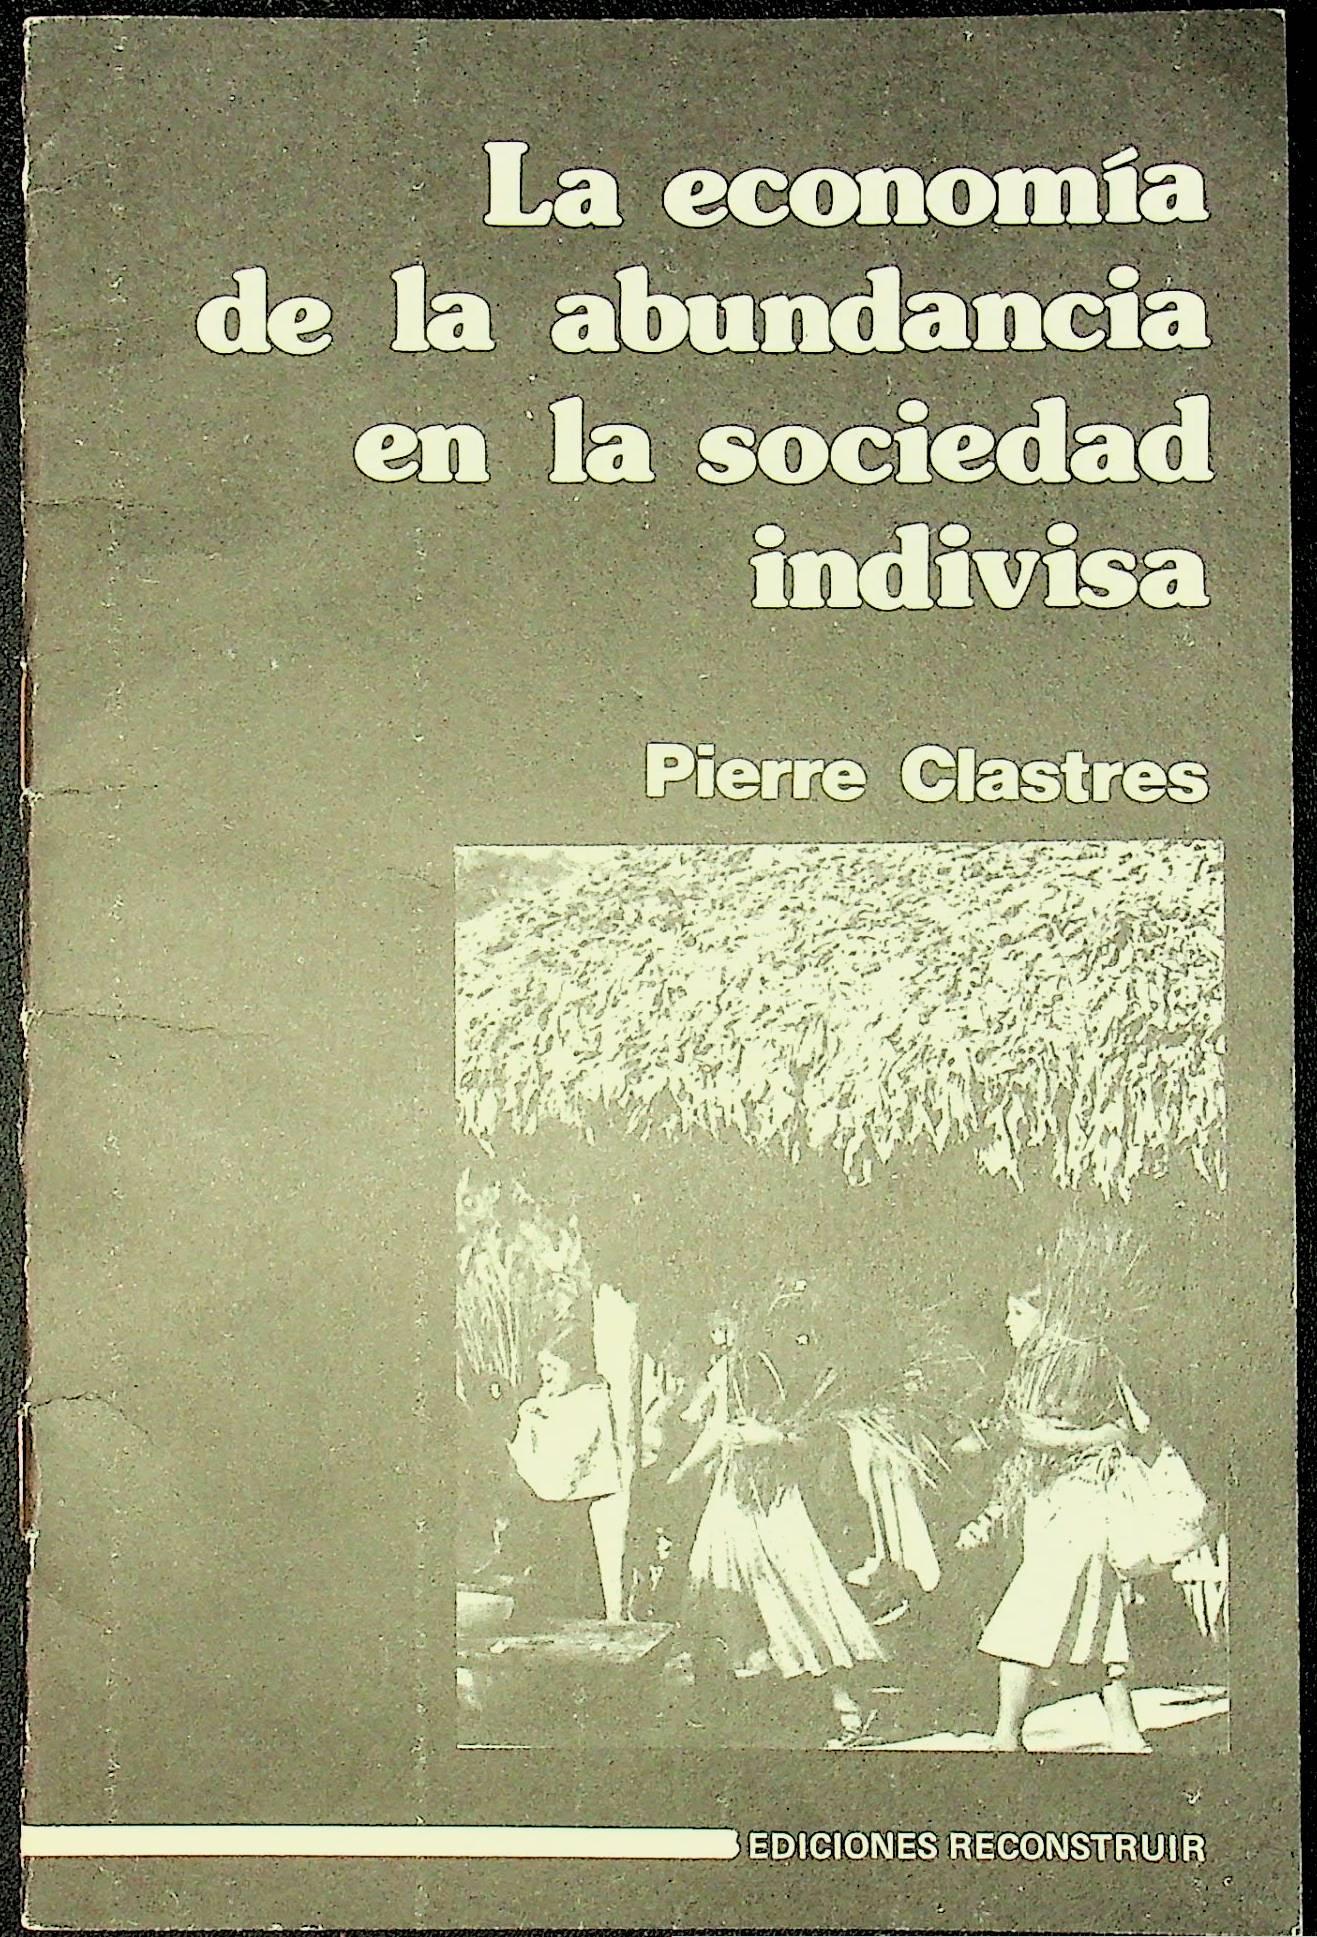 La economía
de la abundancia
en la sociedad
indivisa
Pierre Clastres
EDICIONES RECONSTRUIR